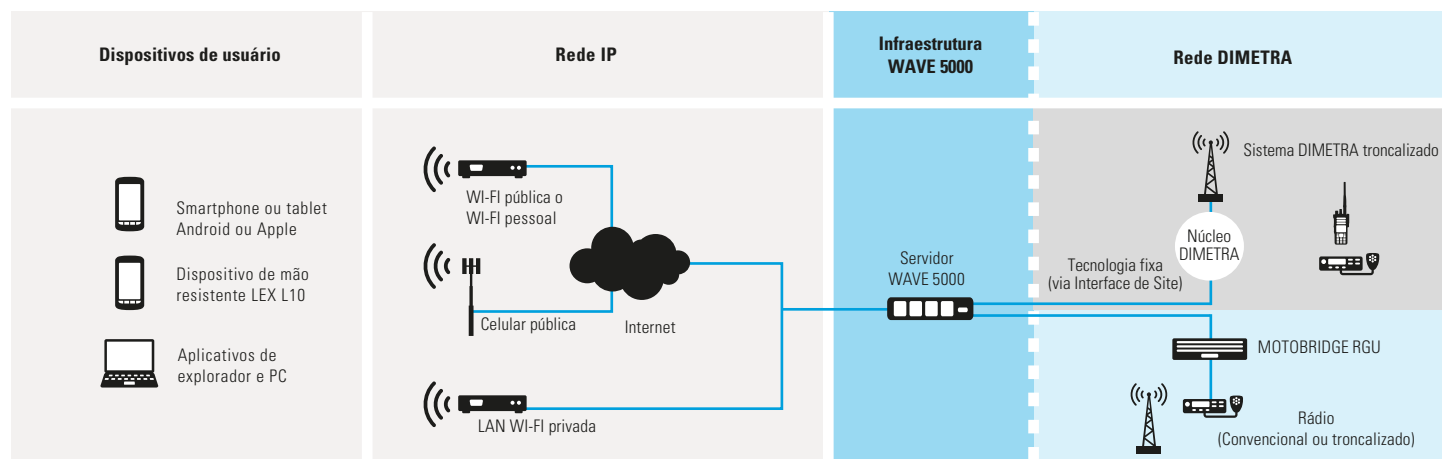 Dispositivos de usuário
Rede IP
Infraestrutura
WAVE 5000
Rede DIMETRA
Smartphone ou tablet
Android ou Apple
Dispositivo de mão
resistente LEX L10
Aplicativos de
explorador e PC
WI-FI pública o
WI-FI pessoal
Celular pública
Internet
LAN WI-FI privada
Servidor
WAVE 5000
Sistema DIMETRA troncalizado
Núcleo
DIMETRA
Tecnologia fixa
(via Interface de Site)
MOTOBRIDGE RGU
Rádio
(Convencional ou troncalizado)